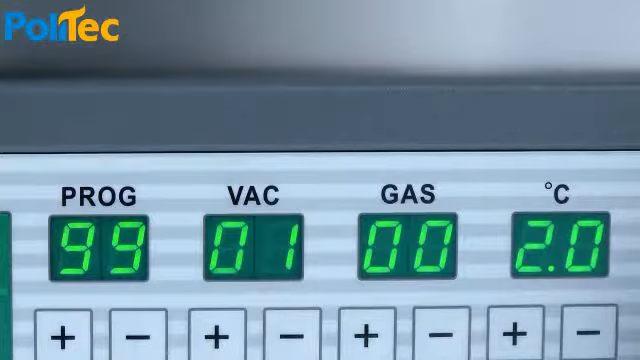 PoliTec
PROG VAC GAS °C
99 01 00 2.0
+ − + − + − + −